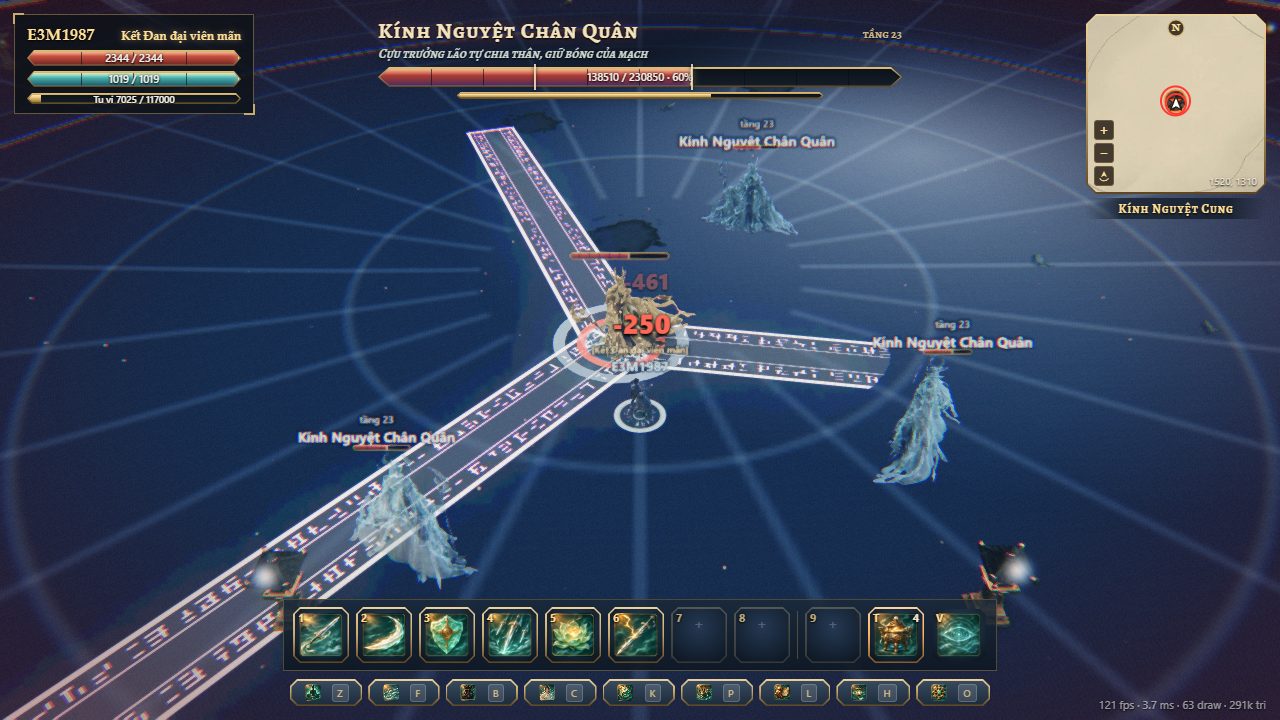 E3M1987 Kết Đan đại viên mãn
2344 / 2344
1019 / 1019
Tu vi 7025 / 117000
Kính Nguyệt Chân Quân
Cựu trưởng lão tự chia thân, giữ bóng của mạch
TẦNG 23
138510 / 230850 · 60%
N
+
−
1520, 1310
Kính Nguyệt Cung
tầng 23
Kính Nguyệt Chân Quân
-461
-250
E3M1987
tầng 23
Kính Nguyệt Chân Quân
tầng 23
Kính Nguyệt Chân Quân
1 2 3 4 5 6 7 8 9 T 4 V
+ + +
Z F B C K P L H O
121 fps · 3.7 ms · 63 draw · 291k tri